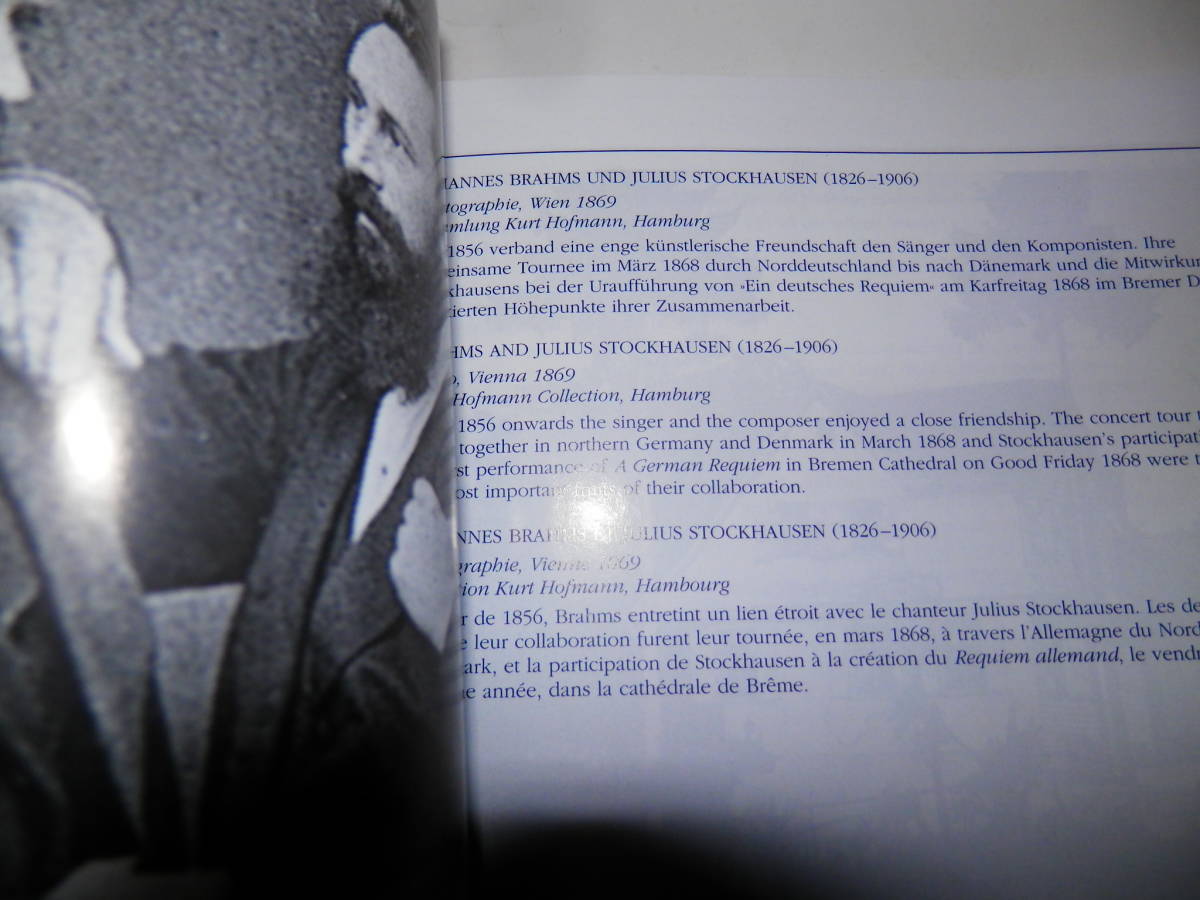 HANNES BRAHMS UND JULIUS STOCKHAUSEN (1826–1906)
tographie, Wien 1869
mlung Kurt Hofmann, Hamburg
1856 verband eine enge künstlerische Freundschaft den Sänger und den Komponisten. Ihre
einsame Tournee im März 1868 durch Norddeutschland bis nach Dänemark und die Mitwirkun
khausens bei der Uraufführung von »Ein deutsches Requiem« am Karfreitag 1868 im Bremer D
ierten Höhepunkte ihrer Zusammenarbeit.
HMS AND JULIUS STOCKHAUSEN (1826–1906)
o, Vienna 1869
Hofmann Collection, Hamburg
1856 onwards the singer and the composer enjoyed a close friendship. The concert tour t
together in northern Germany and Denmark in March 1868 and Stockhausen's participati
st performance of A German Requiem in Bremen Cathedral on Good Friday 1868 were t
ost important fruits of their collaboration.
NNES BRAHMS ET JULIUS STOCKHAUSEN (1826–1906)
graphie, Vienne 1869
tion Kurt Hofmann, Hambourg
r de 1856, Brahms entretint un lien étroit avec le chanteur Julius Stockhausen. Les de
e leur collaboration furent leur tournée, en mars 1868, à travers l'Allemagne du Nord
ark, et la participation de Stockhausen à la création du Requiem allemand, le vendr
e année, dans la cathédrale de Brême.